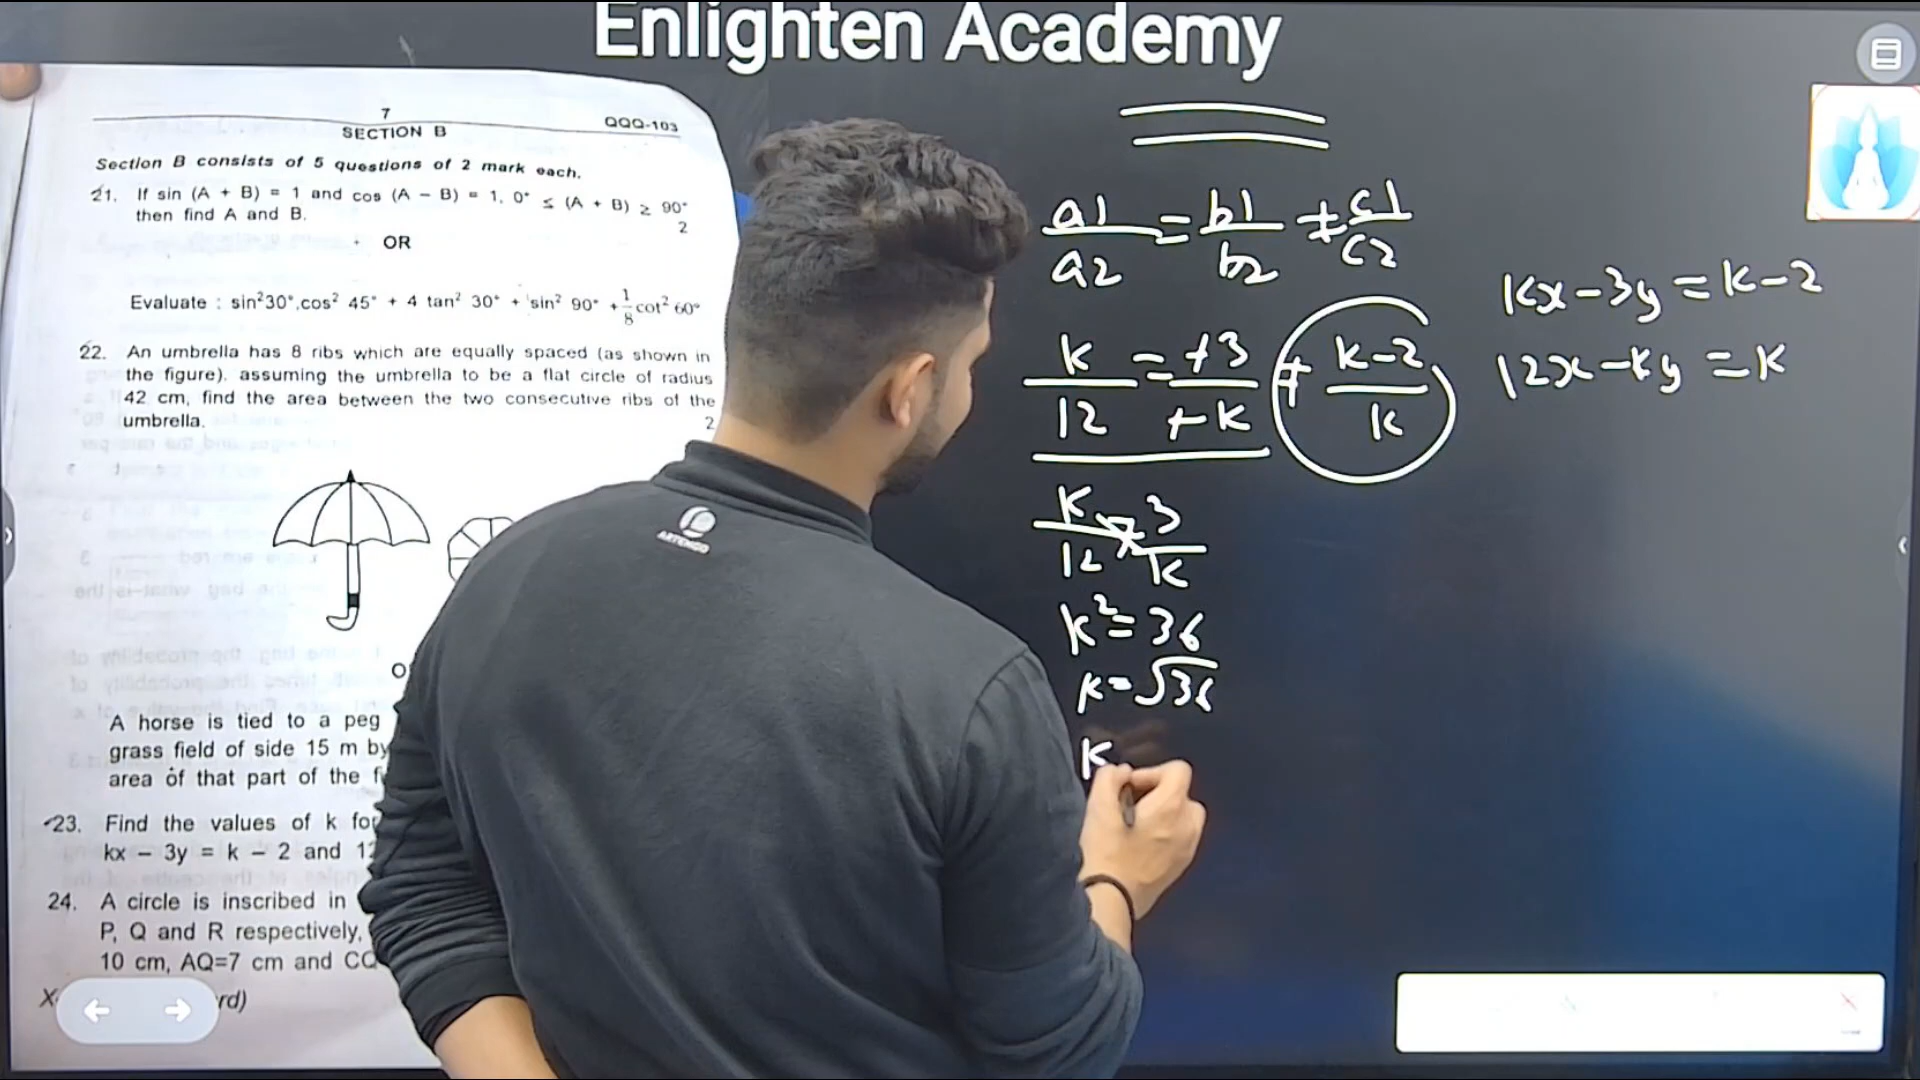 Enlighten Academy
7
QQQ-103
SECTION B
Section B consists of 5 questions of 2 mark each.
21. If sin (A + B) = 1 and cos (A – B) = 1, 0° ≤ (A + B) ≥ 90°
then find A and B.
2
OR
Evaluate : sin²30°.cos² 45° + 4 tan² 30° + sin² 90° + 1/8 cot² 60°
22. An umbrella has 8 ribs which are equally spaced (as shown in
the figure). assuming the umbrella to be a flat circle of radius
42 cm, find the area between the two consecutive ribs of the
umbrella.
2
A horse is tied to a peg
grass field of side 15 m by
area of that part of the
23. Find the values of k for
kx – 3y = k – 2 and
24. A circle is inscribed in
P, Q and R respectively,
10 cm, AQ=7 cm and CQ
rd)
ARTENGO
a1/a2 = b1/b2 ≠ c1/c2
k/12 = +3/+k ≠ k-2/k
k/12 = 3/k
k² = 36
k = √36
k
kx - 3y = k - 2
12x - ky = k